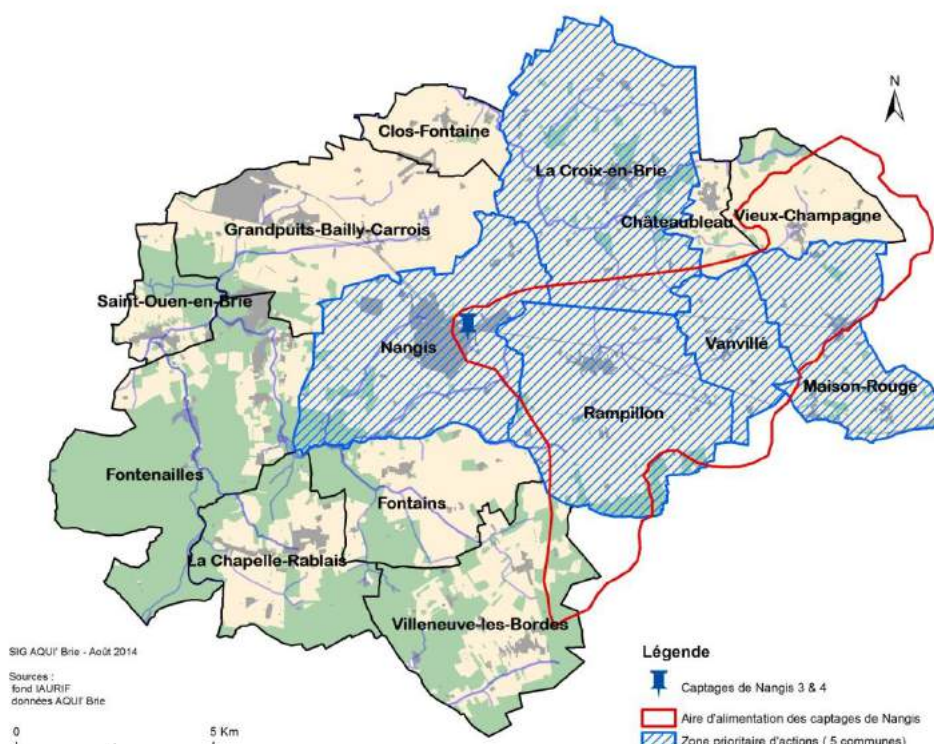 N
Clos-Fontaine
La Croix-en-Brie
Châteaubleau
Vieux-Champagne
Grandpuits-Bailly-Carrois
Saint-Ouen-en-Brie
Nangis
Vanvillé
Maison-Rouge
Rampillon
Fontenailles
Fontains
La Chapelle-Rablais
Villeneuve-les-Bordes
SIG AQUI' Brie - Août 2014
Sources :
fond IAURIF
données AQUI' Brie
0 5 Km
Légende
Captages de Nangis 3 & 4
Aire d'alimentation des captages de Nangis
Zone prioritaire d'actions ( 5 communes)